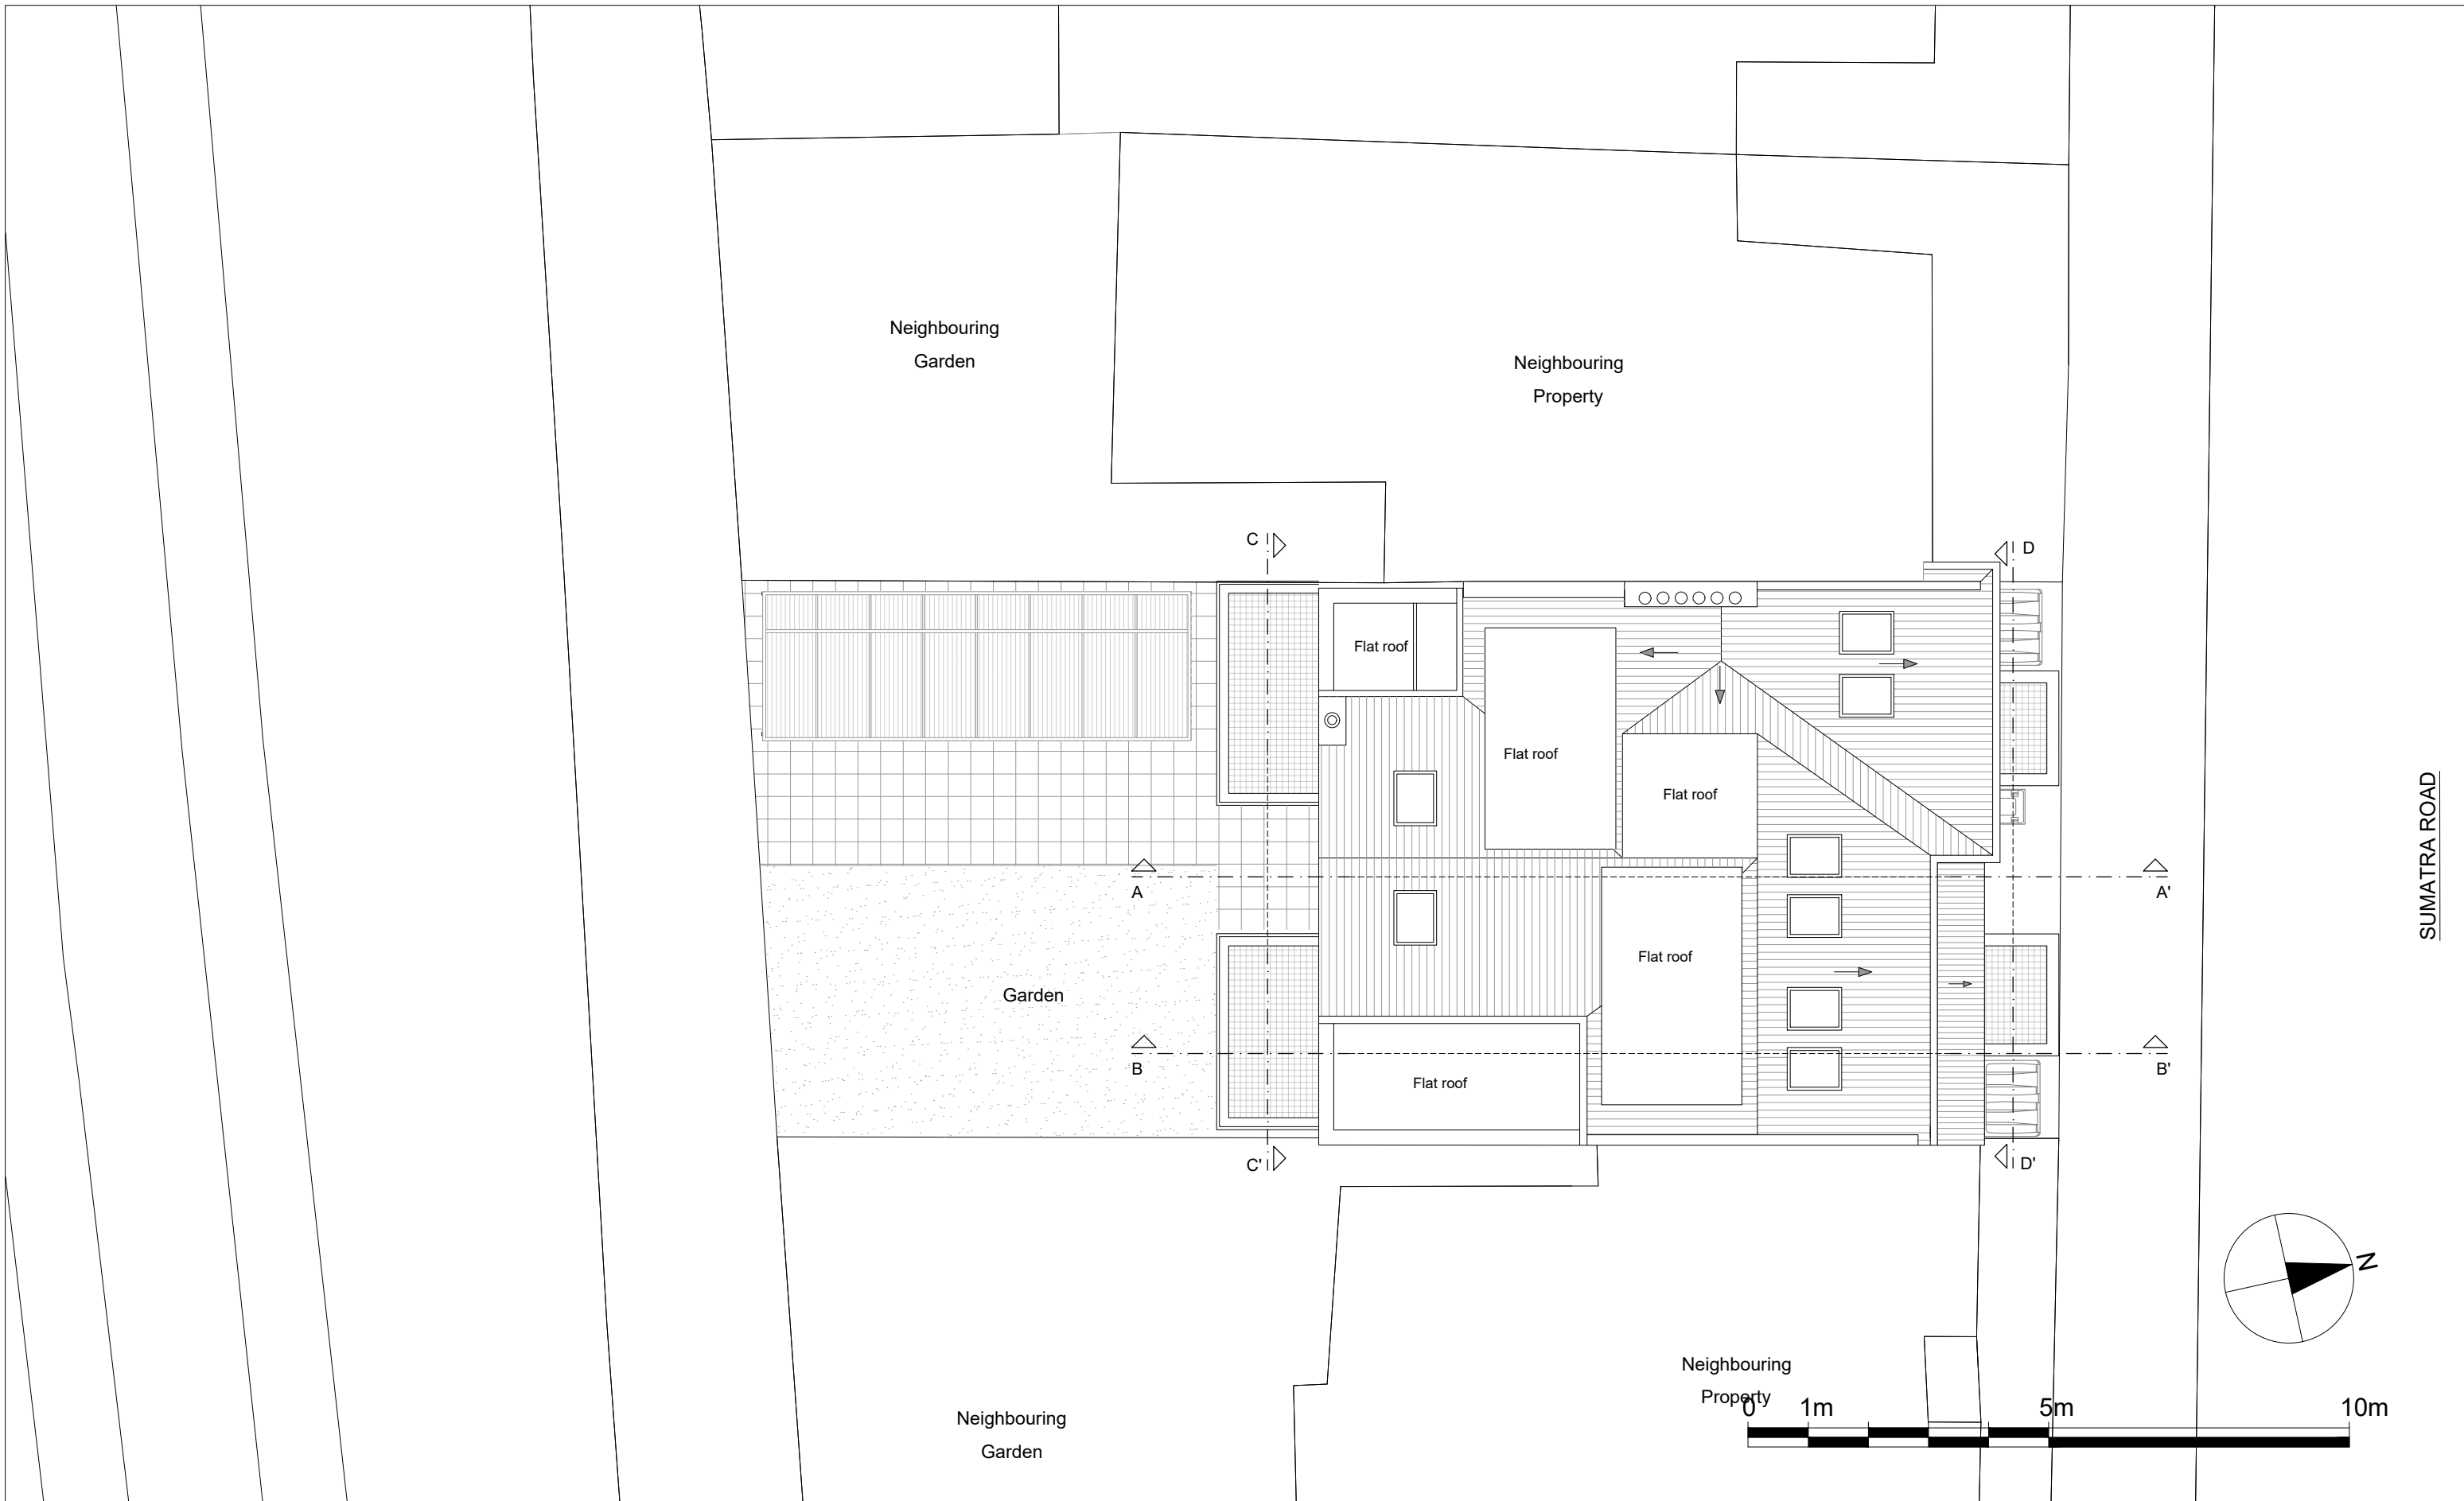 Neighbouring
Garden
Neighbouring
Property
C
D
Flat roof
Flat roof
Flat roof
SUMATRA ROAD
A
A'
Flat roof
Garden
B
B'
Flat roof
C'
D'
N
Neighbouring
Property
Neighbouring
Garden
0 1m 5m 10m